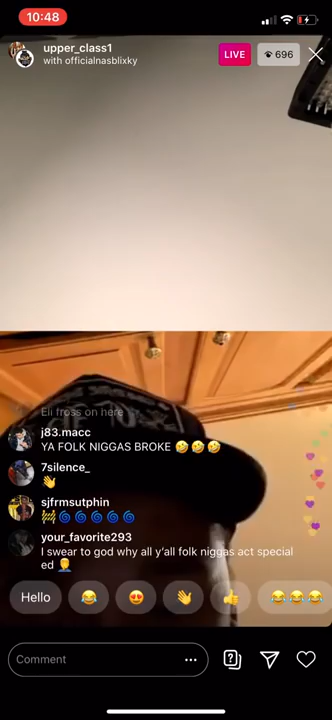 10:48
upper_class1
with officialnasblixky
LIVE
696
Eli fross on here
j83.macc
YA FOLK NIGGAS BROKE 🤣🤣🤣
7silence_
👋
sjfrmsutphin
🚧🌀🌀🌀🌀🌀
your_favorite293
I swear to god why all y'all folk niggas act special
ed 🤦‍♂️
Hello
😂 😍 👋 👍 😂😂😂
Comment